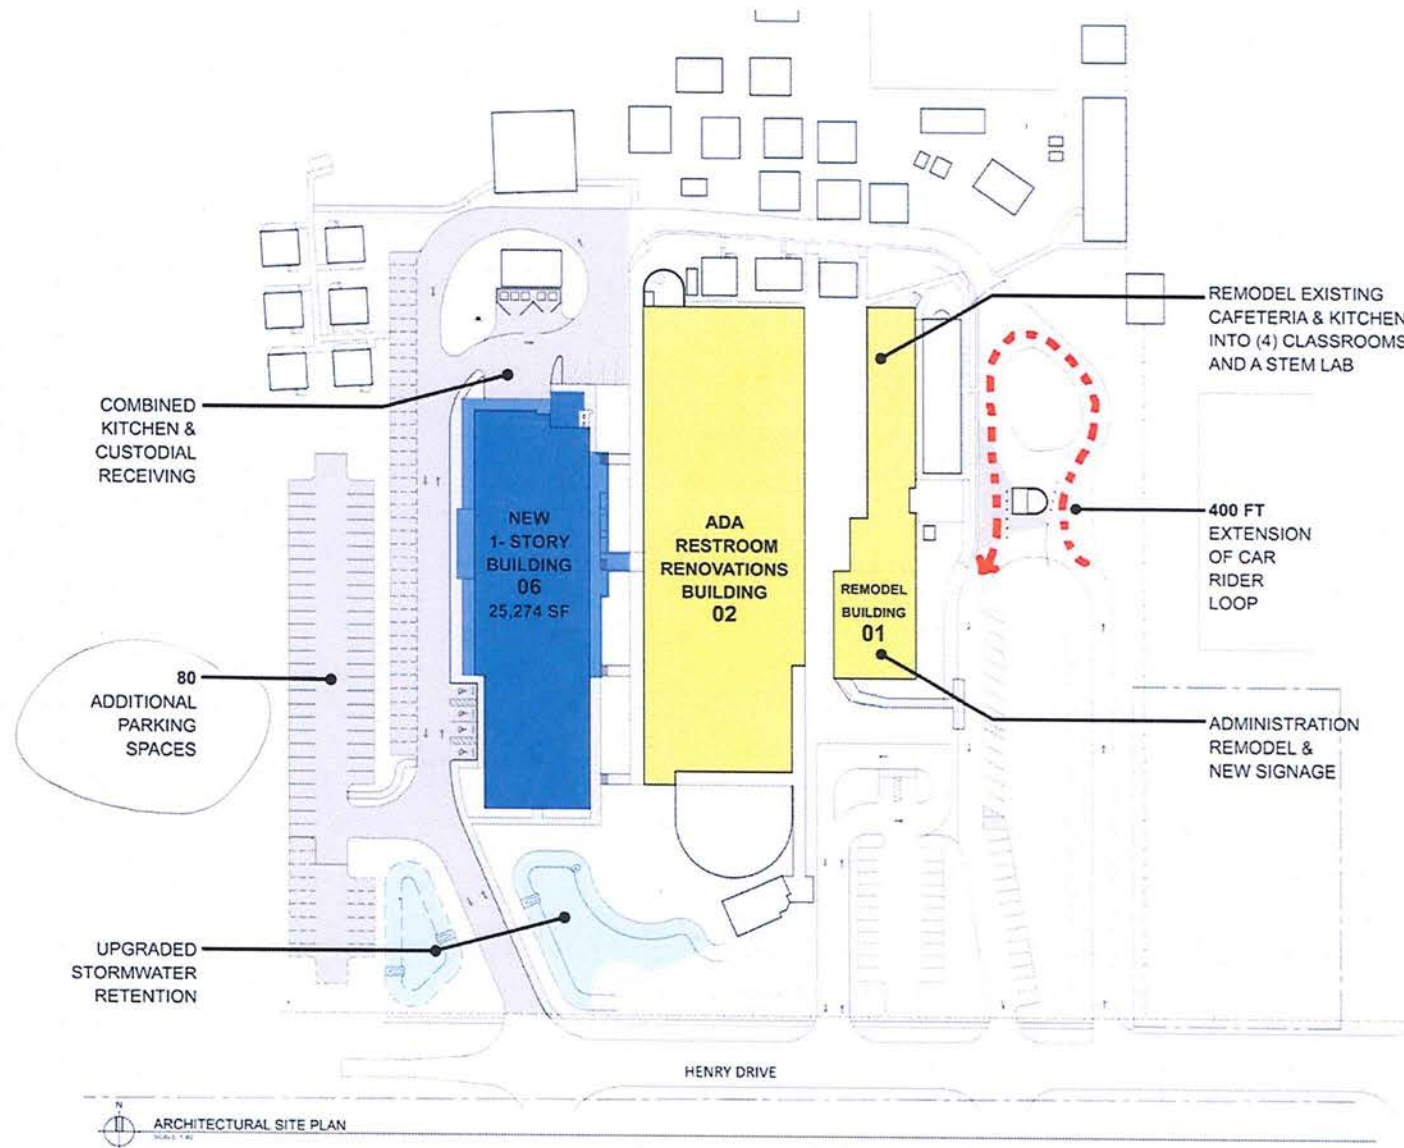 REMODEL EXISTING
CAFETERIA & KITCHEN
INTO (4) CLASSROOMS
AND A STEM LAB
COMBINED
KITCHEN &
CUSTODIAL
RECEIVING
NEW
1- STORY
BUILDING
06
25,274 SF
ADA
RESTROOM
RENOVATIONS
BUILDING
02
REMODEL
BUILDING
01
400 FT
EXTENSION
OF CAR
RIDER
LOOP
80
ADDITIONAL
PARKING
SPACES
ADMINISTRATION
REMODEL &
NEW SIGNAGE
UPGRADED
STORMWATER
RETENTION
HENRY DRIVE
N
ARCHITECTURAL SITE PLAN